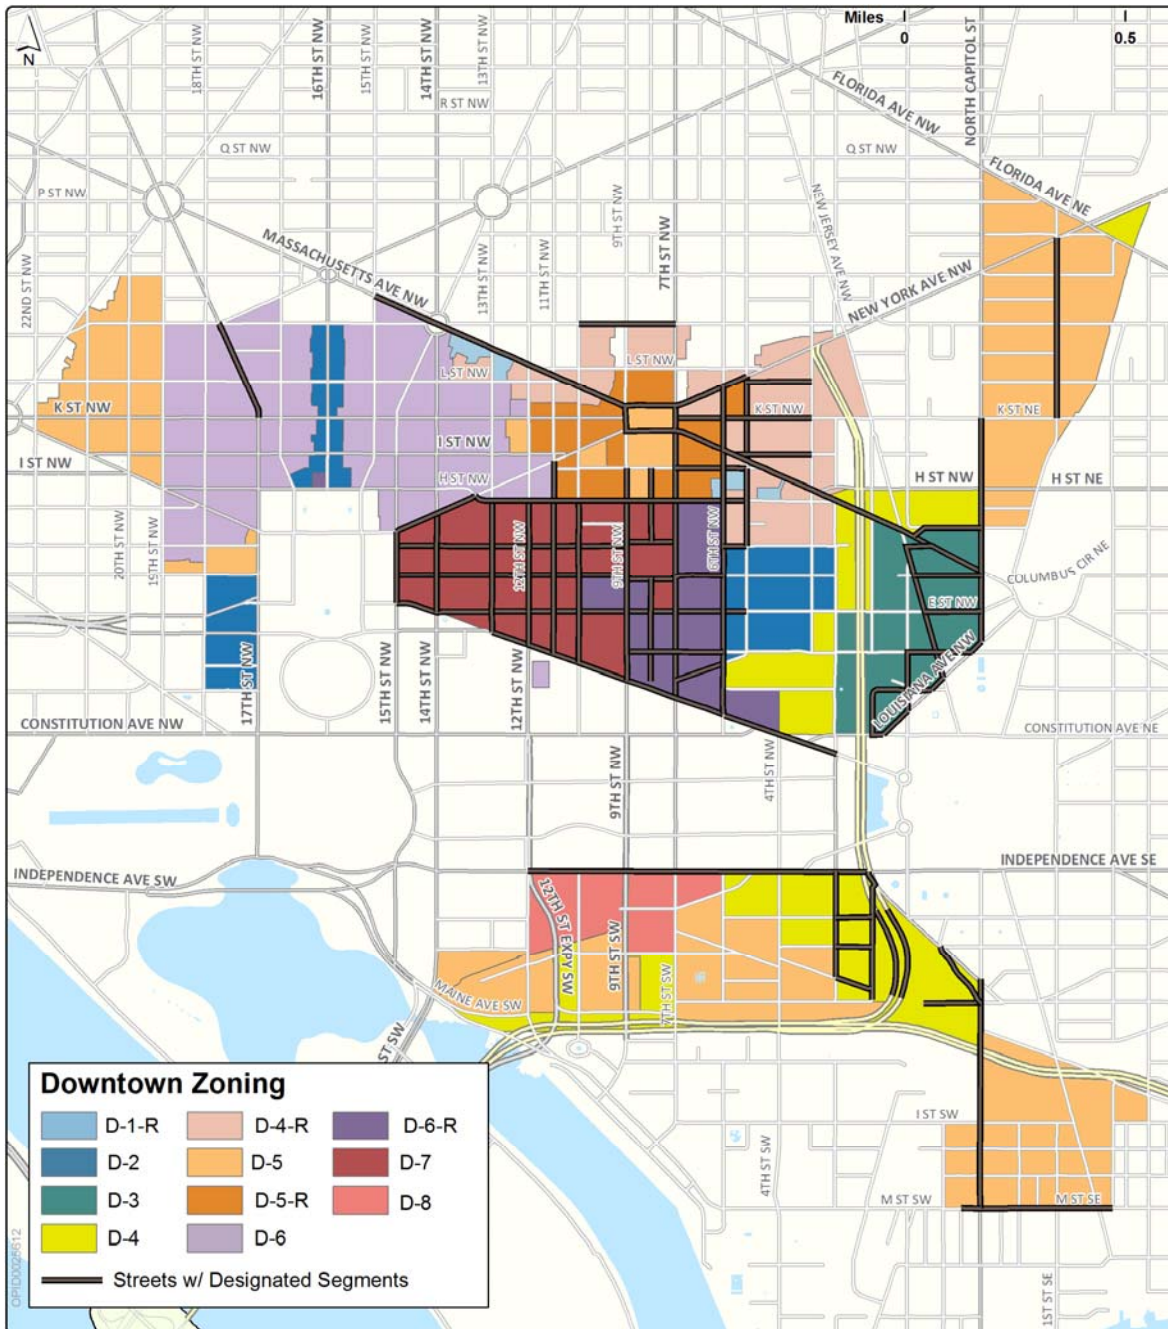 Miles
0
0.5
N
18TH ST NW
16TH ST NW
15TH ST NW
14TH ST NW
13TH ST NW
NORTH CAPITOL ST
R ST NW
FLORIDA AVE NW
Q ST NW
Q ST NW
FLORIDA AVE NE
P ST NW
9TH ST NW
NEW JERSEY AVE NW
MASSACHUSETTS AVE NW
22ND ST NW
13TH ST NW
11TH ST NW
7TH ST NW
NEW YORK AVE NW
L ST NW
L ST NW
K ST NW
K ST NW
K ST NE
I ST NW
I ST NW
H ST NW
H ST NW
H ST NE
20TH ST NW
19TH ST NW
12TH ST NW
9TH ST NW
6TH ST NW
COLUMBUS CIR NE
E ST NW
LOUISIANA AVE NW
17TH ST NW
15TH ST NW
14TH ST NW
12TH ST NW
CONSTITUTION AVE NW
CONSTITUTION AVE NE
9TH ST NW
4TH ST NW
INDEPENDENCE AVE SW
INDEPENDENCE AVE SE
12TH ST EXPY SW
9TH ST SW
7TH ST SW
MAINE AVE SW
ST SW
I ST SW
4TH ST SW
M ST SW
M ST SE
1ST ST SE
Downtown Zoning
D-1-R
D-4-R
D-6-R
D-2
D-5
D-7
D-3
D-5-R
D-8
D-4
D-6
Streets w/ Designated Segments